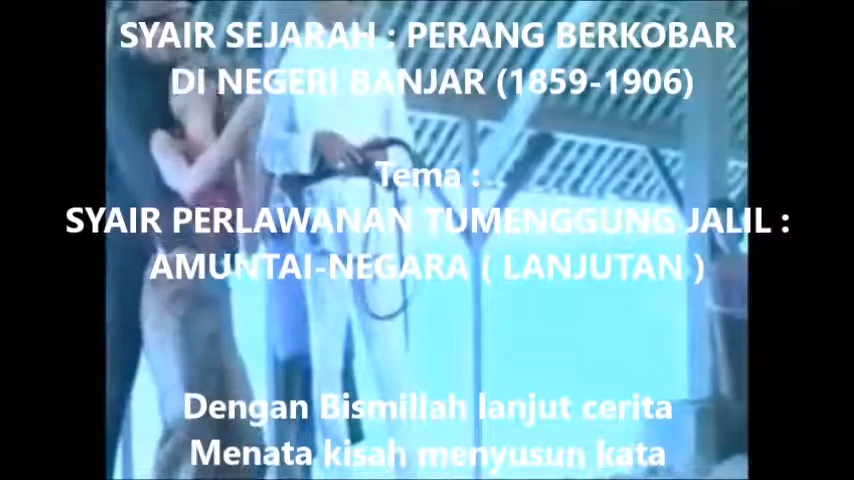 SYAIR SEJARAH : PERANG BERKOBAR
DI NEGERI BANJAR (1859-1906)
Tema :
SYAIR PERLAWANAN TUMENGGUNG JALIL :
AMUNTAI-NEGARA ( LANJUTAN )
Dengan Bismillah lanjut cerita
Menata kisah menyusun kata